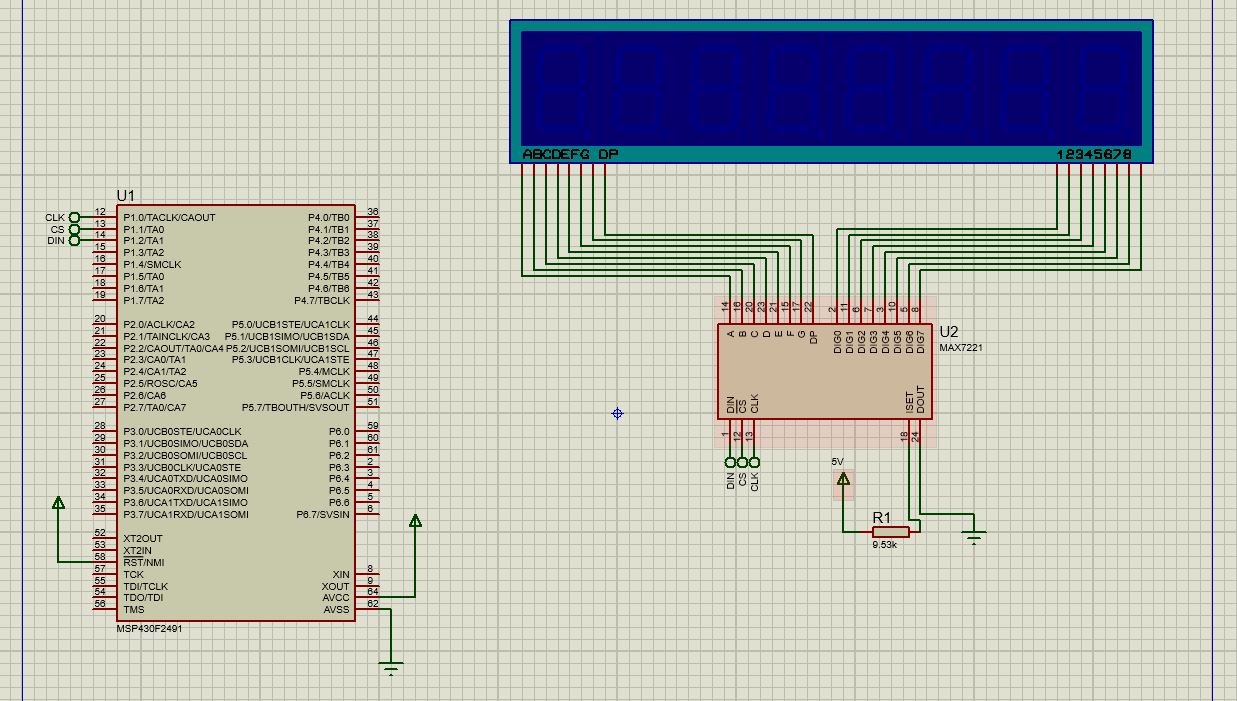 ABCDEFG DP
12345678
U1
CLK
CS
DIN
12 P1.0/TACLK/CAOUT
13 P1.1/TA0
14 P1.2/TA1
15 P1.3/TA2
16 P1.4/SMCLK
17 P1.5/TA0
18 P1.6/TA1
19 P1.7/TA2
20 P2.0/ACLK/CA2
21 P2.1/TAINCLK/CA3
22 P2.2/CAOUT/TA0/CA4
23 P2.3/CA0/TA1
24 P2.4/CA1/TA2
25 P2.5/ROSC/CA5
26 P2.6/CA6
27 P2.7/TA0/CA7
28 P3.0/UCB0STE/UCA0CLK
29 P3.1/UCB0SIMO/UCB0SDA
30 P3.2/UCB0SOMI/UCB0SCL
31 P3.3/UCB0CLK/UCA0STE
32 P3.4/UCA0TXD/UCA0SIMO
33 P3.5/UCA0RXD/UCA0SOMI
34 P3.6/UCA1TXD/UCA1SIMO
35 P3.7/UCA1RXD/UCA1SOMI
52 XT2OUT
53 XT2IN
58 RST/NMI
57 TCK
55 TDI/TCLK
54 TDO/TDI
56 TMS
P4.0/TB0 36
P4.1/TB1 37
P4.2/TB2 38
P4.3/TB3 39
P4.4/TB4 40
P4.5/TB5 41
P4.6/TB6 42
P4.7/TBCLK 43
P5.0/UCB1STE/UCA1CLK 44
P5.1/UCB1SIMO/UCB1SDA 45
P5.2/UCB1SOMI/UCB1SCL 46
P5.3/UCB1CLK/UCA1STE 47
P5.4/MCLK 48
P5.5/SMCLK 49
P5.6/ACLK 50
P5.7/TBOUTH/SVSOUT 51
P6.0 59
P6.1 60
P6.2 61
P6.3 2
P6.4 3
P6.5 4
P6.6 5
P6.7/SVSIN 6
XIN 8
XOUT 9
AVCC 64
AVSS 62
MSP430F2491
14 A
16 B
20 C
23 D
21 E
15 F
17 G
22 DP
2 DIG0
11 DIG1
6 DIG2
7 DIG3
3 DIG4
10 DIG5
5 DIG6
8 DIG7
U2
MAX7221
DIN 1
CS 12
CLK 13
ISET 18
DOUT 24
DIN
CS
CLK
5V
R1
9.53k